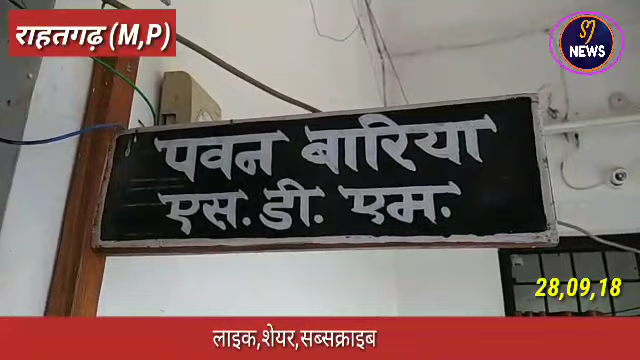 राहतगढ़ (M,P)
SJ
NEWS
पवन बारिया
एस. डी. एम.
28,09,18
लाइक,शेयर,सब्सक्राइब